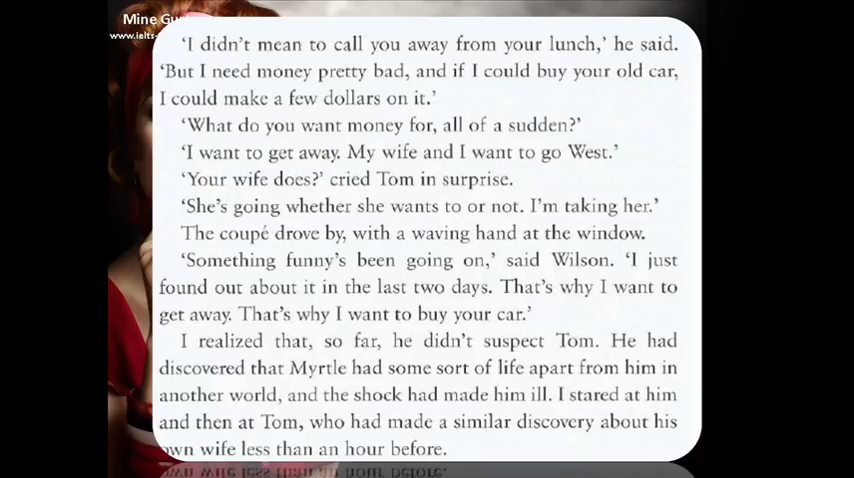 Mine
www.ielts-
‘I didn’t mean to call you away from your lunch,’ he said.
‘But I need money pretty bad, and if I could buy your old car,
I could make a few dollars on it.’
‘What do you want money for, all of a sudden?’
‘I want to get away. My wife and I want to go West.’
‘Your wife does?’ cried Tom in surprise.
‘She’s going whether she wants to or not. I’m taking her.’
The coupé drove by, with a waving hand at the window.
‘Something funny’s been going on,’ said Wilson. ‘I just
found out about it in the last two days. That’s why I want to
get away. That’s why I want to buy your car.’
I realized that, so far, he didn’t suspect Tom. He had
discovered that Myrtle had some sort of life apart from him in
another world, and the shock had made him ill. I stared at him
and then at Tom, who had made a similar discovery about his
own wife less than an hour before.